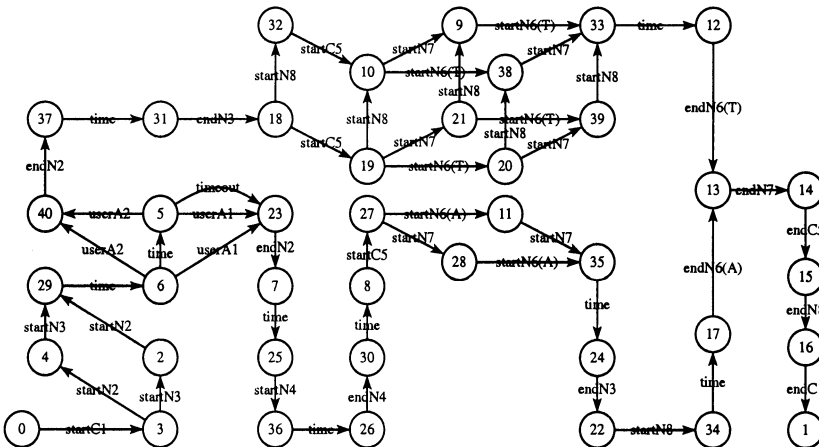 32 9 startN6(T) 33 time 12
startC5 startN7
10 startN6(T) 38 startN7
startN8 startN8 startN8
37 time 31 endN3 18 21 startN6(T) 39 endN6(T)
startN8 startN8
startC5 startN7 startN7
endN2 19 startN6(T) 20
13 endN7 14
timeout
40 userA2 5 userA1 23 27 startN6(A) 11
userA2 time userA1 endN2 startC5 startN7 startN7 endC5
28 startN6(A) 35 endN6(A) 15
29 time 6 7 8
startN3 startN2 time time time endN8
17
4 2 25 30 24 16
startN2 startN3 startN4 endN4 endN3 time
0 startC1 3 36 time 26 22 startN8 34 1